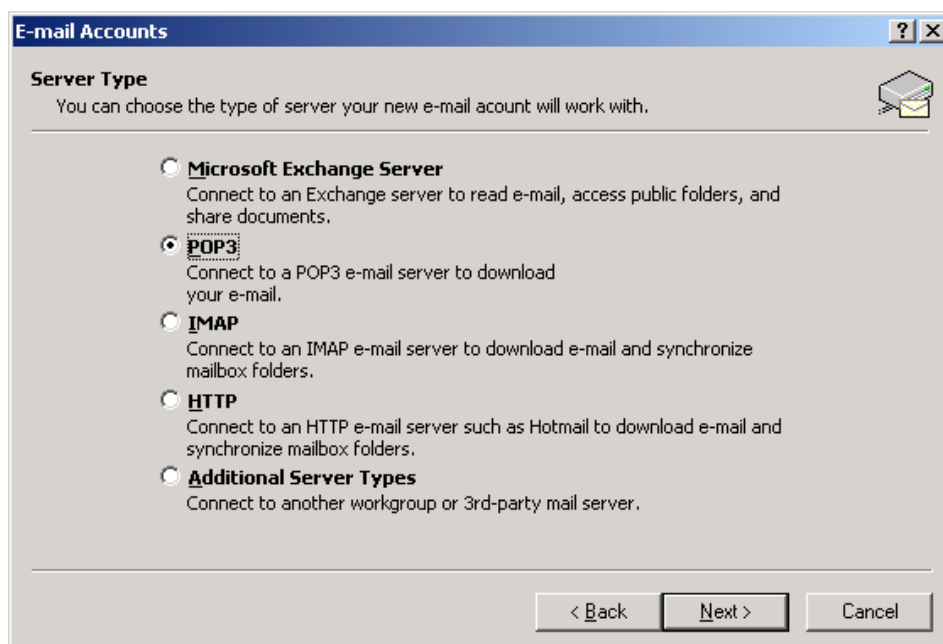 E-mail Accounts
Server Type
You can choose the type of server your new e-mail acount will work with.
Microsoft Exchange Server
Connect to an Exchange server to read e-mail, access public folders, and
share documents.
POP3
Connect to a POP3 e-mail server to download
your e-mail.
IMAP
Connect to an IMAP e-mail server to download e-mail and synchronize
mailbox folders.
HTTP
Connect to an HTTP e-mail server such as Hotmail to download e-mail and
synchronize mailbox folders.
Additional Server Types
Connect to another workgroup or 3rd-party mail server.
< Back Next > Cancel